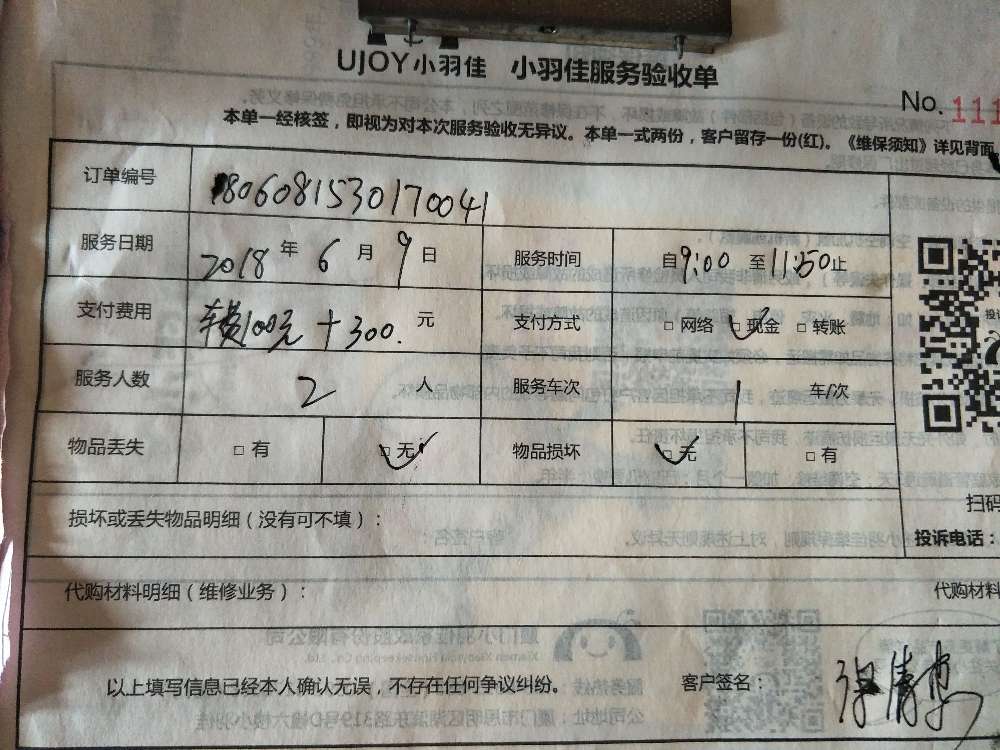 UJOY小羽佳 小羽佳服务验收单
No. 111
本单一经核签，即视为对本次服务验收无异议。本单一式两份，客户留存一份(红)。《维保须知》详见背面
订单编号 1806081530170041
服务日期 2018 年 6 月 9 日 服务时间 自9:00 至11:50止
支付费用 车费100元+300. 元 支付方式 □网络 □现金 □转账
服务人数 2 人 服务车次 1 车/次
物品丢失 □有 □无 物品损坏 □无 □有
损坏或丢失物品明细（没有可不填）：
扫码
投诉电话：
代购材料明细（维修业务）： 代购材料
以上填写信息已经本人确认无误，不存在任何争议纠纷。 客户签名：